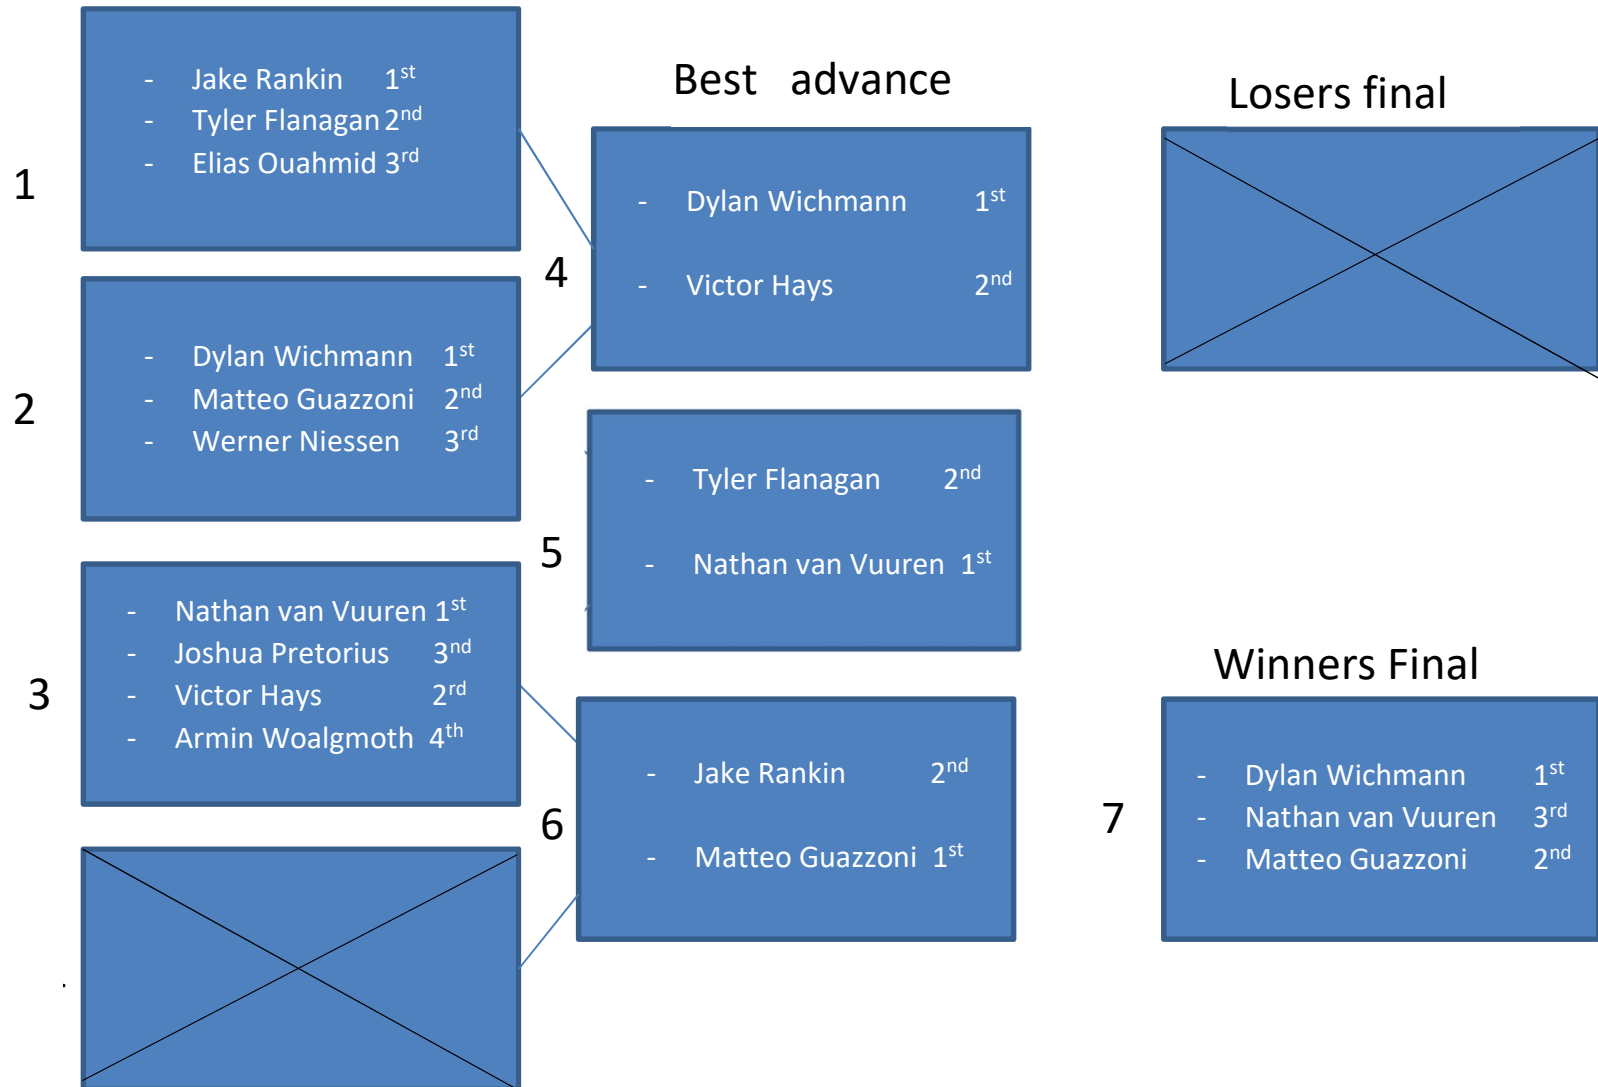 - Jake Rankin 1st
- Tyler Flanagan 2nd
- Elias Ouahmid 3rd
1
- Dylan Wichmann 1st
- Matteo Guazzoni 2nd
- Werner Niessen 3rd
2
- Nathan van Vuuren 1st
- Joshua Pretorius 3nd
- Victor Hays 2rd
- Armin Woalgmoth 4th
3
.
Best advance
- Dylan Wichmann 1st
- Victor Hays 2nd
4
- Tyler Flanagan 2nd
- Nathan van Vuuren 1st
5
- Jake Rankin 2nd
- Matteo Guazzoni 1st
6
Losers final
Winners Final
- Dylan Wichmann 1st
- Nathan van Vuuren 3rd
- Matteo Guazzoni 2nd
7